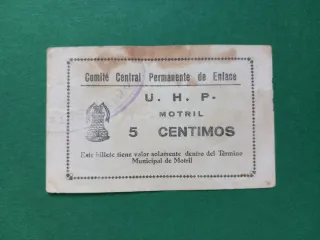 Comité Central Permanente de Enlace
U. H. P.
MOTRIL
5 CENTIMOS
Este billete tiene valor solamente dentro del Término
Municipal de Motril